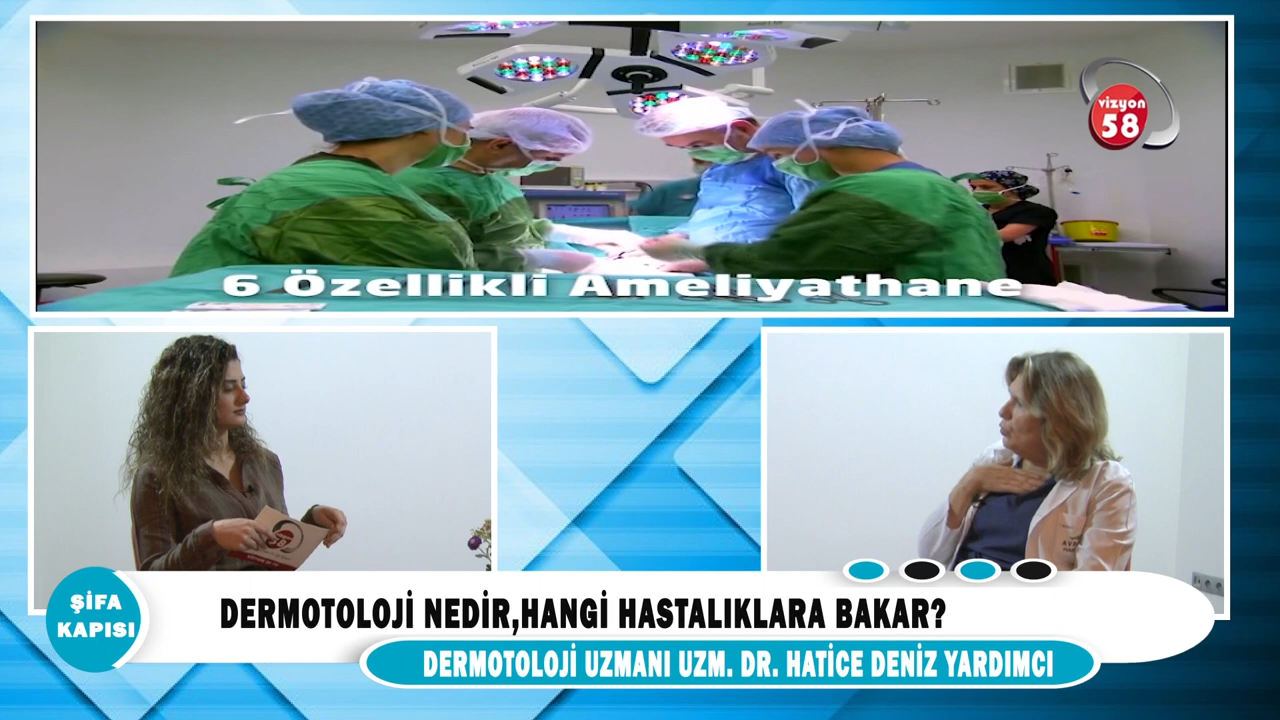 vizyon
58
6 Özellikli Ameliyathane
58
ŞİFA
KAPISI
DERMOTOLOJİ NEDİR,HANGİ HASTALIKLARA BAKAR?
DERMOTOLOJİ UZMANI UZM. DR. HATİCE DENİZ YARDIMCI